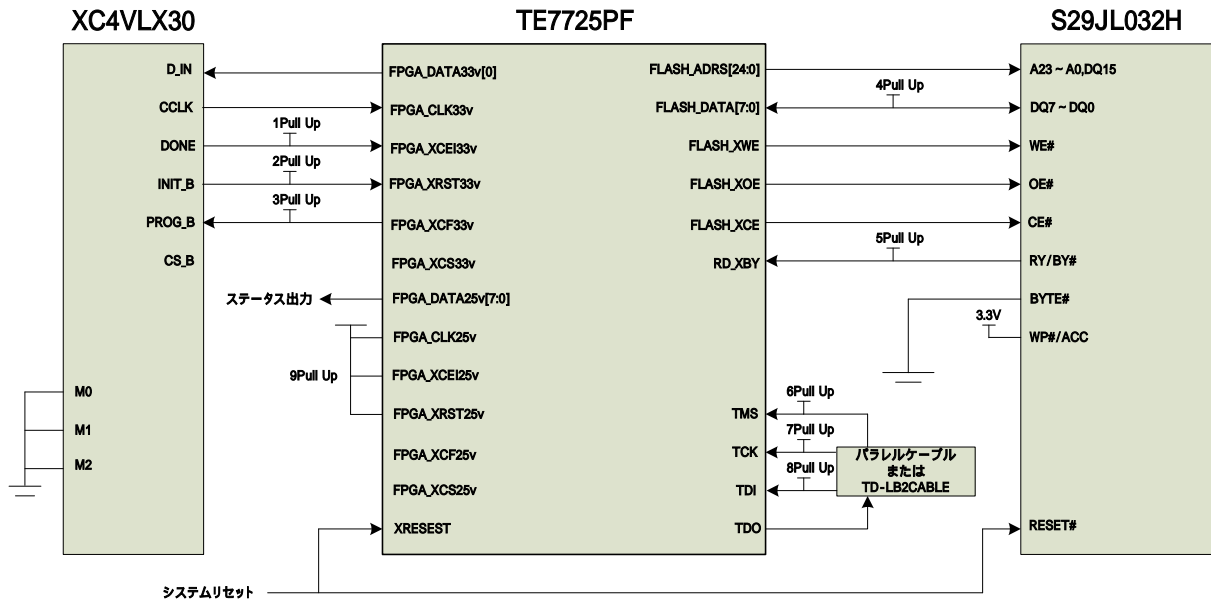 XC4VLX30
TE7725PF
S29JL032H
D_IN
CCLK
DONE
INIT_B
PROG_B
CS_B
M0
M1
M2
1Pull Up
2Pull Up
3Pull Up
ステータス出力
9Pull Up
FPGA_DATA33v[0]
FPGA_CLK33v
FPGA_XCEI33v
FPGA_XRST33v
FPGA_XCF33v
FPGA_XCS33v
FPGA_DATA25v[7:0]
FPGA_CLK25v
FPGA_XCEI25v
FPGA_XRST25v
FPGA_XCF25v
FPGA_XCS25v
XRESEST
FLASH_ADRS[24:0]
FLASH_DATA[7:0]
FLASH_XWE
FLASH_XOE
FLASH_XCE
RD_XBY
TMS
TCK
TDI
TDO
4Pull Up
5Pull Up
3.3V
6Pull Up
7Pull Up
8Pull Up
パラレルケーブル
または
TD-LB2CABLE
A23~A0,DQ15
DQ7~DQ0
WE#
OE#
CE#
RY/BY#
BYTE#
WP#/ACC
RESET#
システムリセット